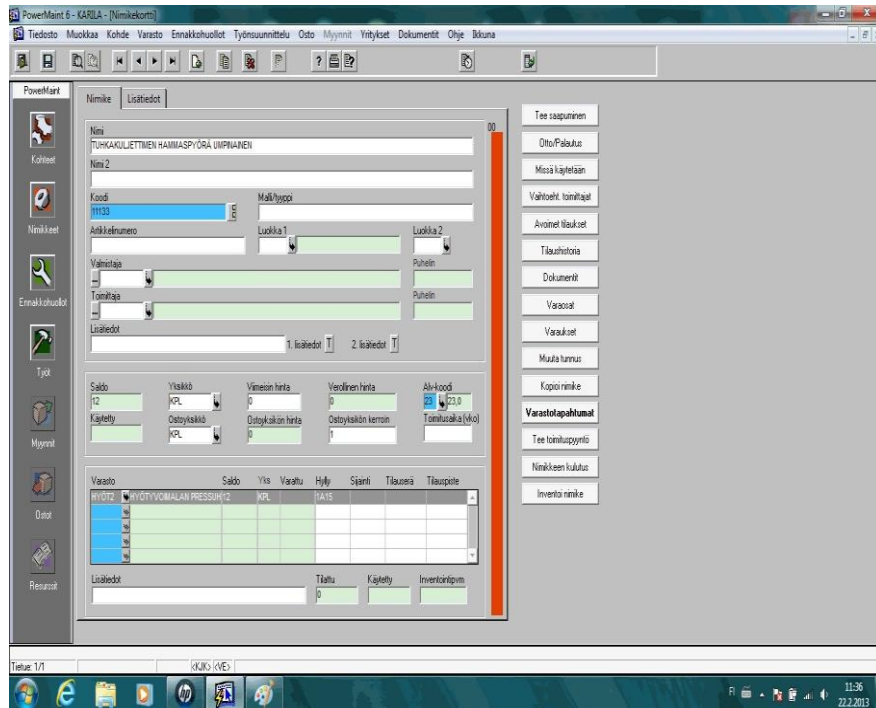 PowerMaint 6 - KARILA - [Nimikekortti]
Tiedosto Muokkaa Kohde Varasto Ennakkohuollot Työnsuunnittelu Osto Myynnit Yritykset Dokumentit Ohje Ikkuna
PowerMaint
Kohteet
Nimikkeet
Ennakkohuollot
Työt
Myynnit
Ostot
Resurssit
Nimike Lisätiedot
00
Nimi
TUHKAKULJETTIMEN HAMMASPYÖRÄ UMPINAINEN
Nimi 2
Koodi Malli/tyyppi
11133
Artikkelinumero Luokka 1 Luokka 2
Valmistaja Puhelin
Toimittaja Puhelin
Lisätiedot
1. lisätiedot T 2. lisätiedot T
Saldo Yksikkö Viimeisin hinta Verollinen hinta Alv-koodi
12 KPL 0 0 23 23,0
Käytetty Ostoyksikkö Ostoyksikön hinta Ostoyksikön kerroin Toimitusaika (vko)
KPL 0 1
Varasto Saldo Yks Varattu Hylly Sijainti Tilauserä Tilauspiste
HYÖT2 HYÖTYVOIMALAN PRESSUH 12 KPL 1A15
Lisätiedot Tilattu Käytetty Inventointipvm
0
Tee saapuminen
Otto/Palautus
Missä käytetään
Vaihtoeht. toimittajat
Avoimet tilaukset
Tilaushistoria
Dokumentit
Varaosat
Varaukset
Muuta tunnus
Kopioi nimike
Varastotapahtumat
Tee toimituspyyntö
Nimikkeen kulutus
Inventoi nimike
Tietue: 1/1 <KJK> <VE>
hp
FI
11:36
22.2.2013